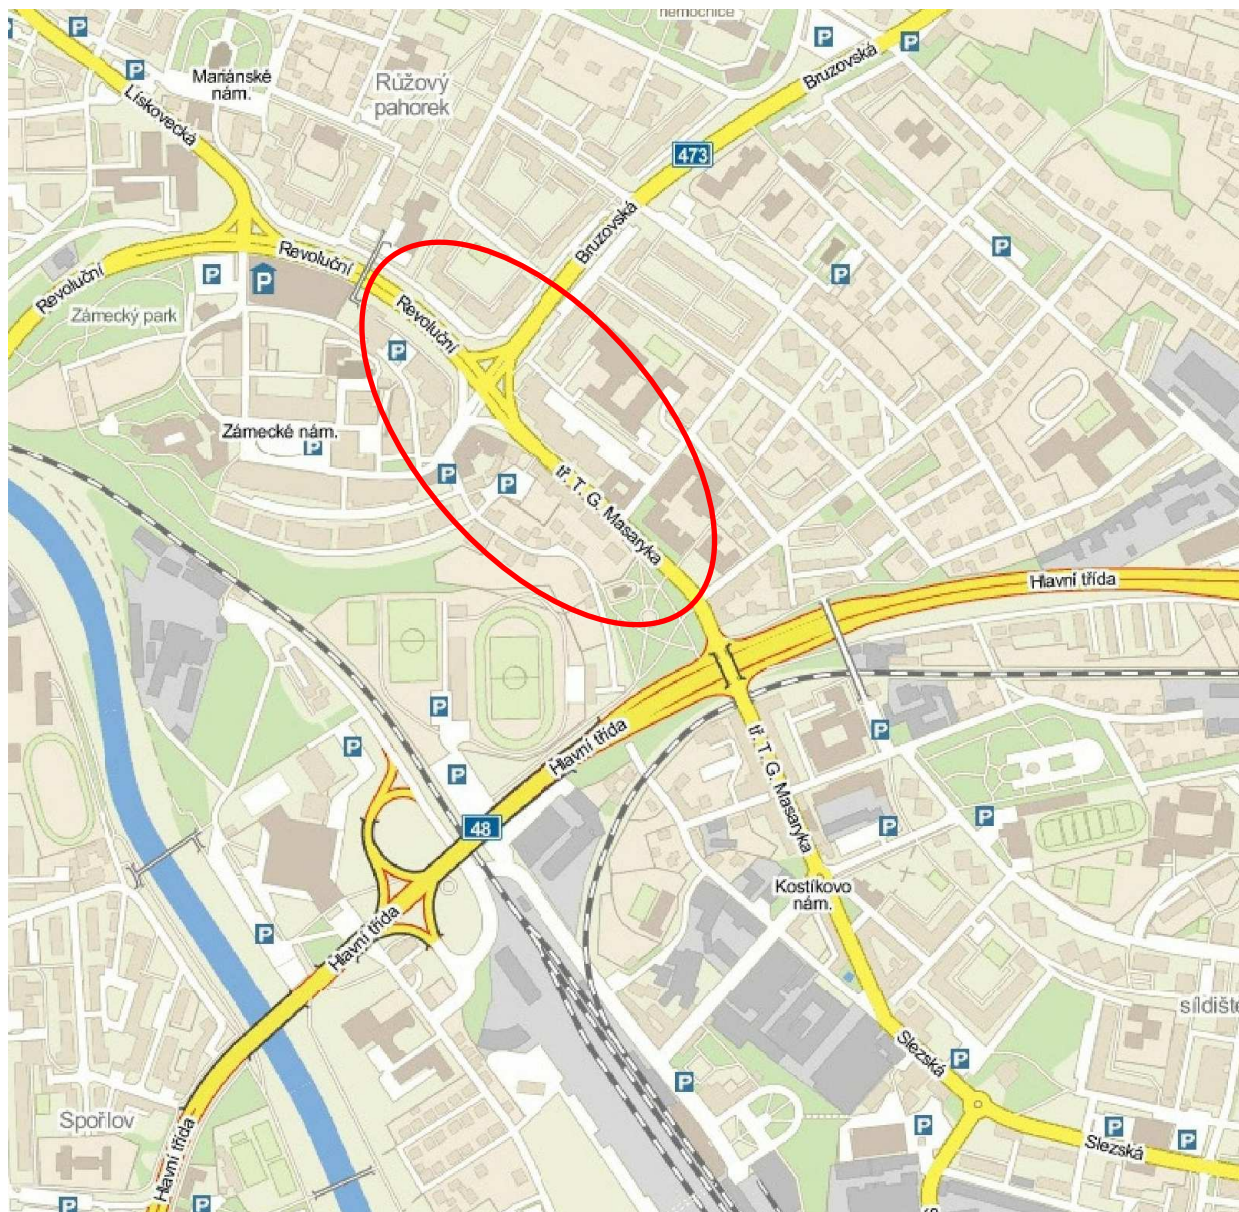 nemocnice
P
P
P
P
P
Bruzovská
Mariánské
nám.
Růžový
pahorek
Lískovecká
473
Bruzovská
P
P
Revoluční
P
P
Revoluční
Revoluční
Zámecký park
P
Zámecké nám.
P
P
P
tř. T. G. Masaryka
Hlavní třída
P
P
P
Hlavní třída
P
tř. T. G. Masaryka
48
P
P
Kostíkovo
nám.
P
Hlavní třída
síldiště
Slezská
P
P
Spořlov
P
P
P
Slezská
Hlavní třída
P
P